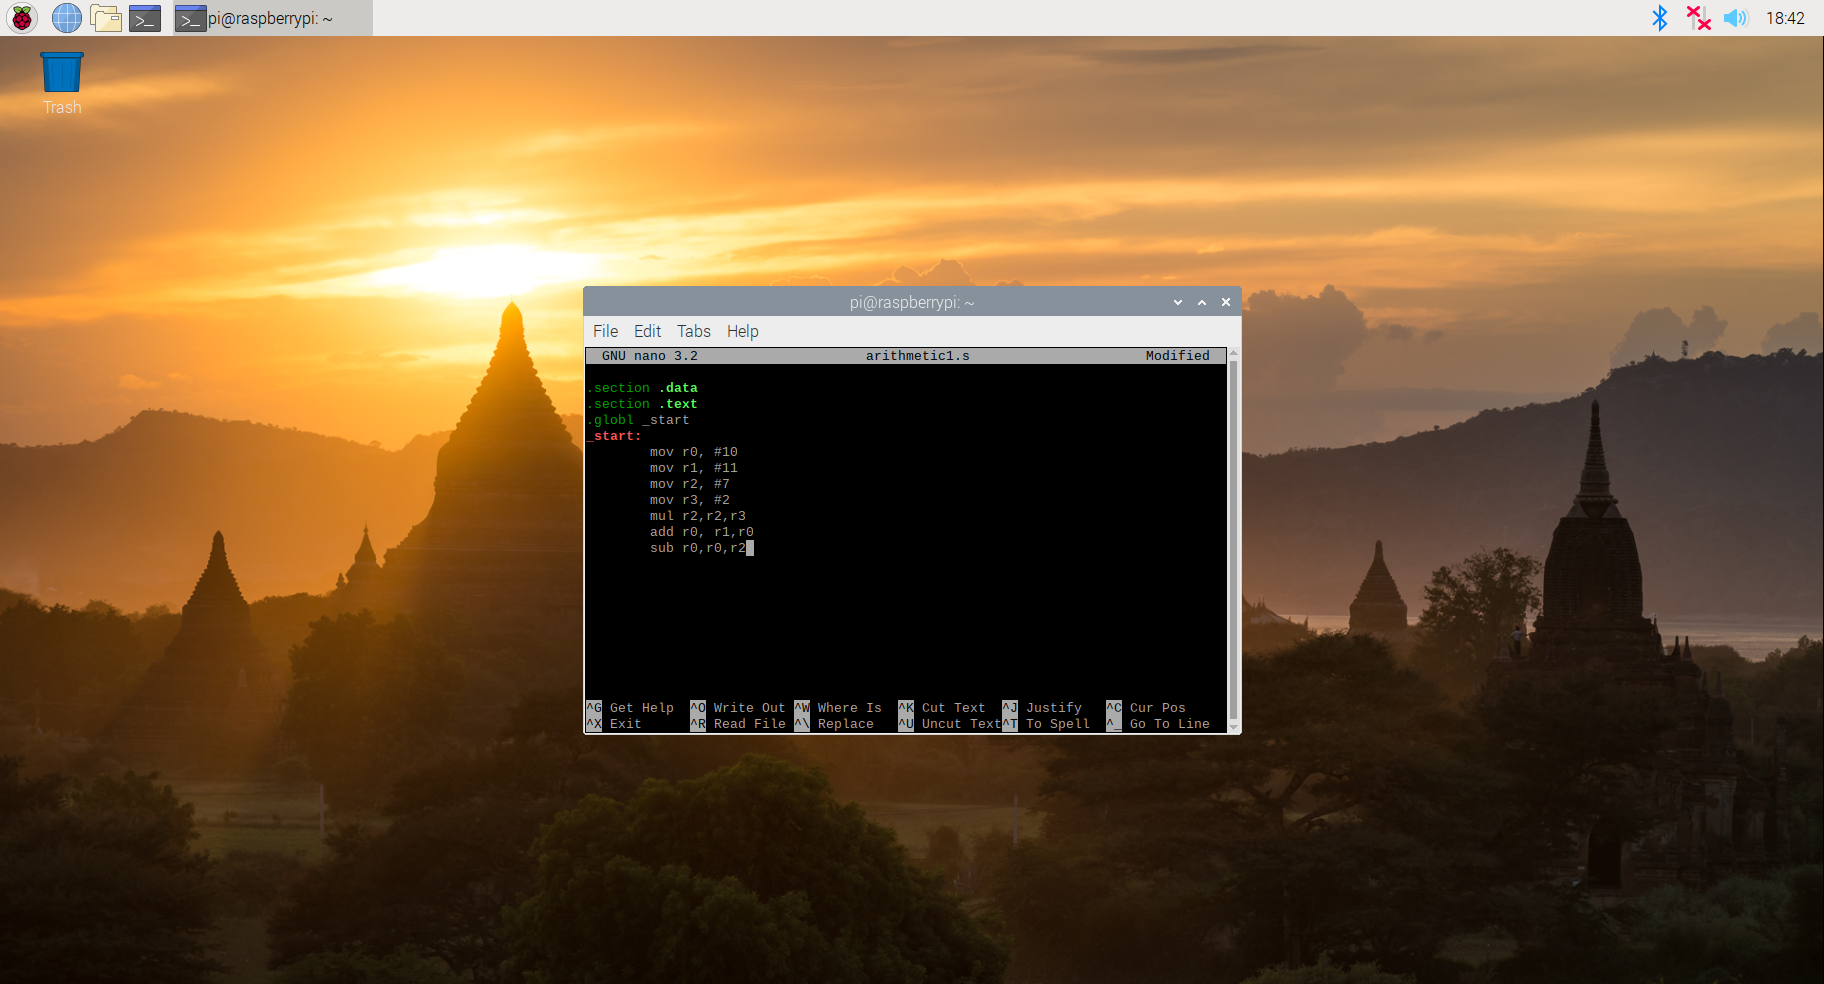 pi@raspberrypi: ~
18:42
Trash
pi@raspberrypi: ~
File Edit Tabs Help
GNU nano 3.2 arithmetic1.s Modified
.section .data
.section .text
.globl _start
_start:
mov r0, #10
mov r1, #11
mov r2, #7
mov r3, #2
mul r2,r2,r3
add r0, r1,r0
sub r0,r0,r2
^G Get Help ^O Write Out ^W Where Is ^K Cut Text ^J Justify ^C Cur Pos
^X Exit ^R Read File ^\ Replace ^U Uncut Text ^T To Spell ^_ Go To Line